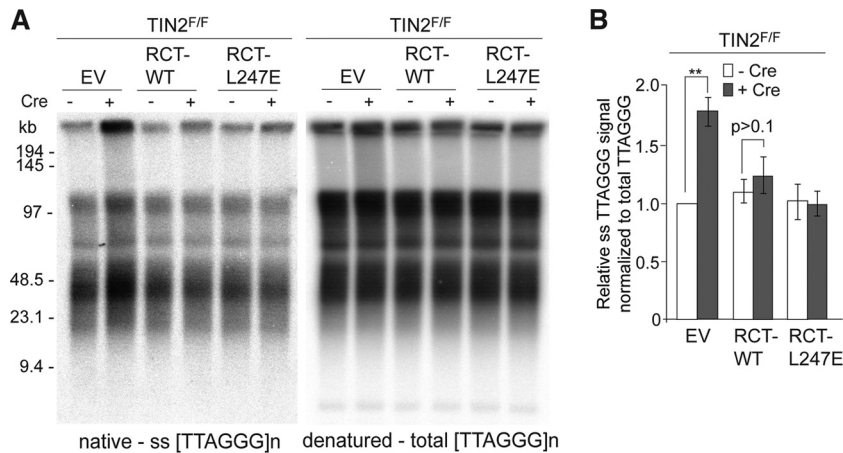 A
TIN2F/F
EV
RCT-
WT
RCT-
L247E
Cre
- + - + - +
kb
194 -
145 -
97 -
48.5 -
23.1 -
9.4 -
native - ss [TTAGGG]n
TIN2F/F
EV
RCT-
WT
RCT-
L247E
- + - + - +
denatured - total [TTAGGG]n
B
TIN2F/F
- Cre
+ Cre
**
p>0.1
Relative ss TTAGGG signal
normalized to total TTAGGG
2.0
1.5
1.0
0.5
0
EV
RCT-
WT
RCT-
L247E